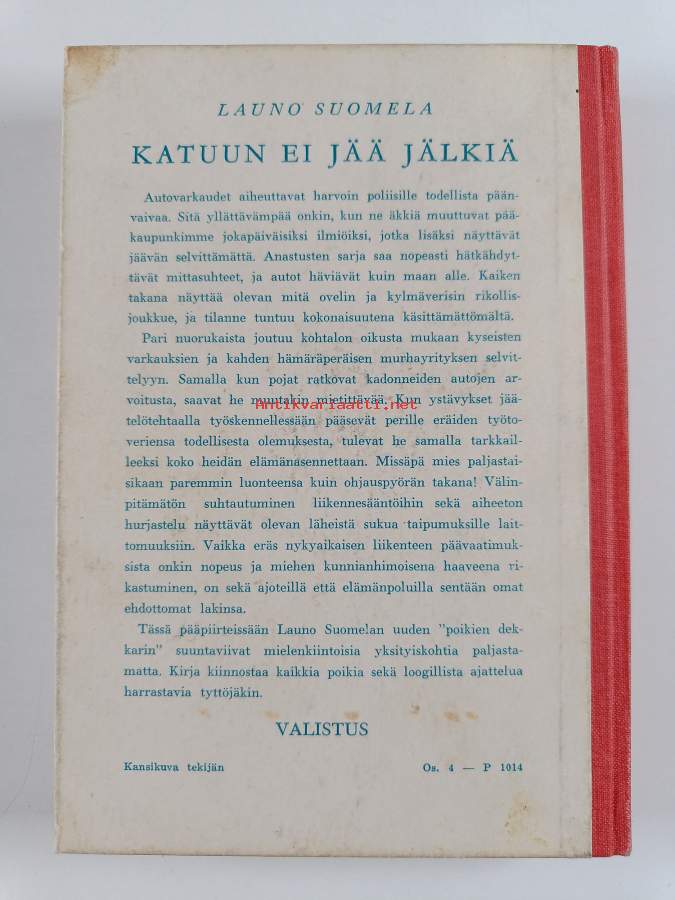 LAUNO SUOMELA
KATUUN EI JÄÄ JÄLKIÄ
Autovarkaudet aiheuttavat harvoin poliisille todellista pään-
vaivaa. Sitä yllättävämpää onkin, kun ne äkkiä muuttuvat pää-
kaupunkimme jokapäiväisiksi ilmiöiksi, jotka lisäksi näyttävät
jäävän selvittämättä. Anastusten sarja saa nopeasti hätkähdyt-
tävät mittasuhteet, ja autot häviävät kuin maan alle. Kaiken
takana näyttää olevan mitä ovelin ja kylmäverisin rikollis-
joukkue, ja tilanne tuntuu kokonaisuutena käsittämättömältä.
Pari nuorukaista joutuu kohtalon oikusta mukaan kyseisten
varkauksien ja kahden hämäräperäisen murhayrityksen selvit-
telyyn. Samalla kun pojat ratkovat kadonneiden autojen ar-
voitusta, saavat he muutakin mietittävää. Kun ystävykset jää-
Antikvariaatti.net
telötehtaalla työskennellessään pääsevät perille eräiden työto-
veriensa todellisesta olemuksesta, tulevat he samalla tarkkail-
leeksi koko heidän elämänasennettaan. Missäpä mies paljastai-
sikaan paremmin luonteensa kuin ohjauspyörän takana! Välin-
pitämätön suhtautuminen liikennesääntöihin sekä aiheeton
hurjastelu näyttävät olevan läheistä sukua taipumuksille lait-
tomuuksiin. Vaikka eräs nykyaikaisen liikenteen päävaatimuk-
sista onkin nopeus ja miehen kunnianhimoisena haaveena ri-
kastuminen, on sekä ajoteillä että elämänpoluilla sentään omat
ehdottomat lakinsa.
Tässä pääpiirteissään Launo Suomelan uuden "poikien dek-
karin" suuntaviivat mielenkiintoisia yksityiskohtia paljasta-
matta. Kirja kiinnostaa kaikkia poikia sekä loogillista ajattelua
harrastavia tyttöjäkin.
VALISTUS
Kansikuva tekijän Os. 4 — P 1014